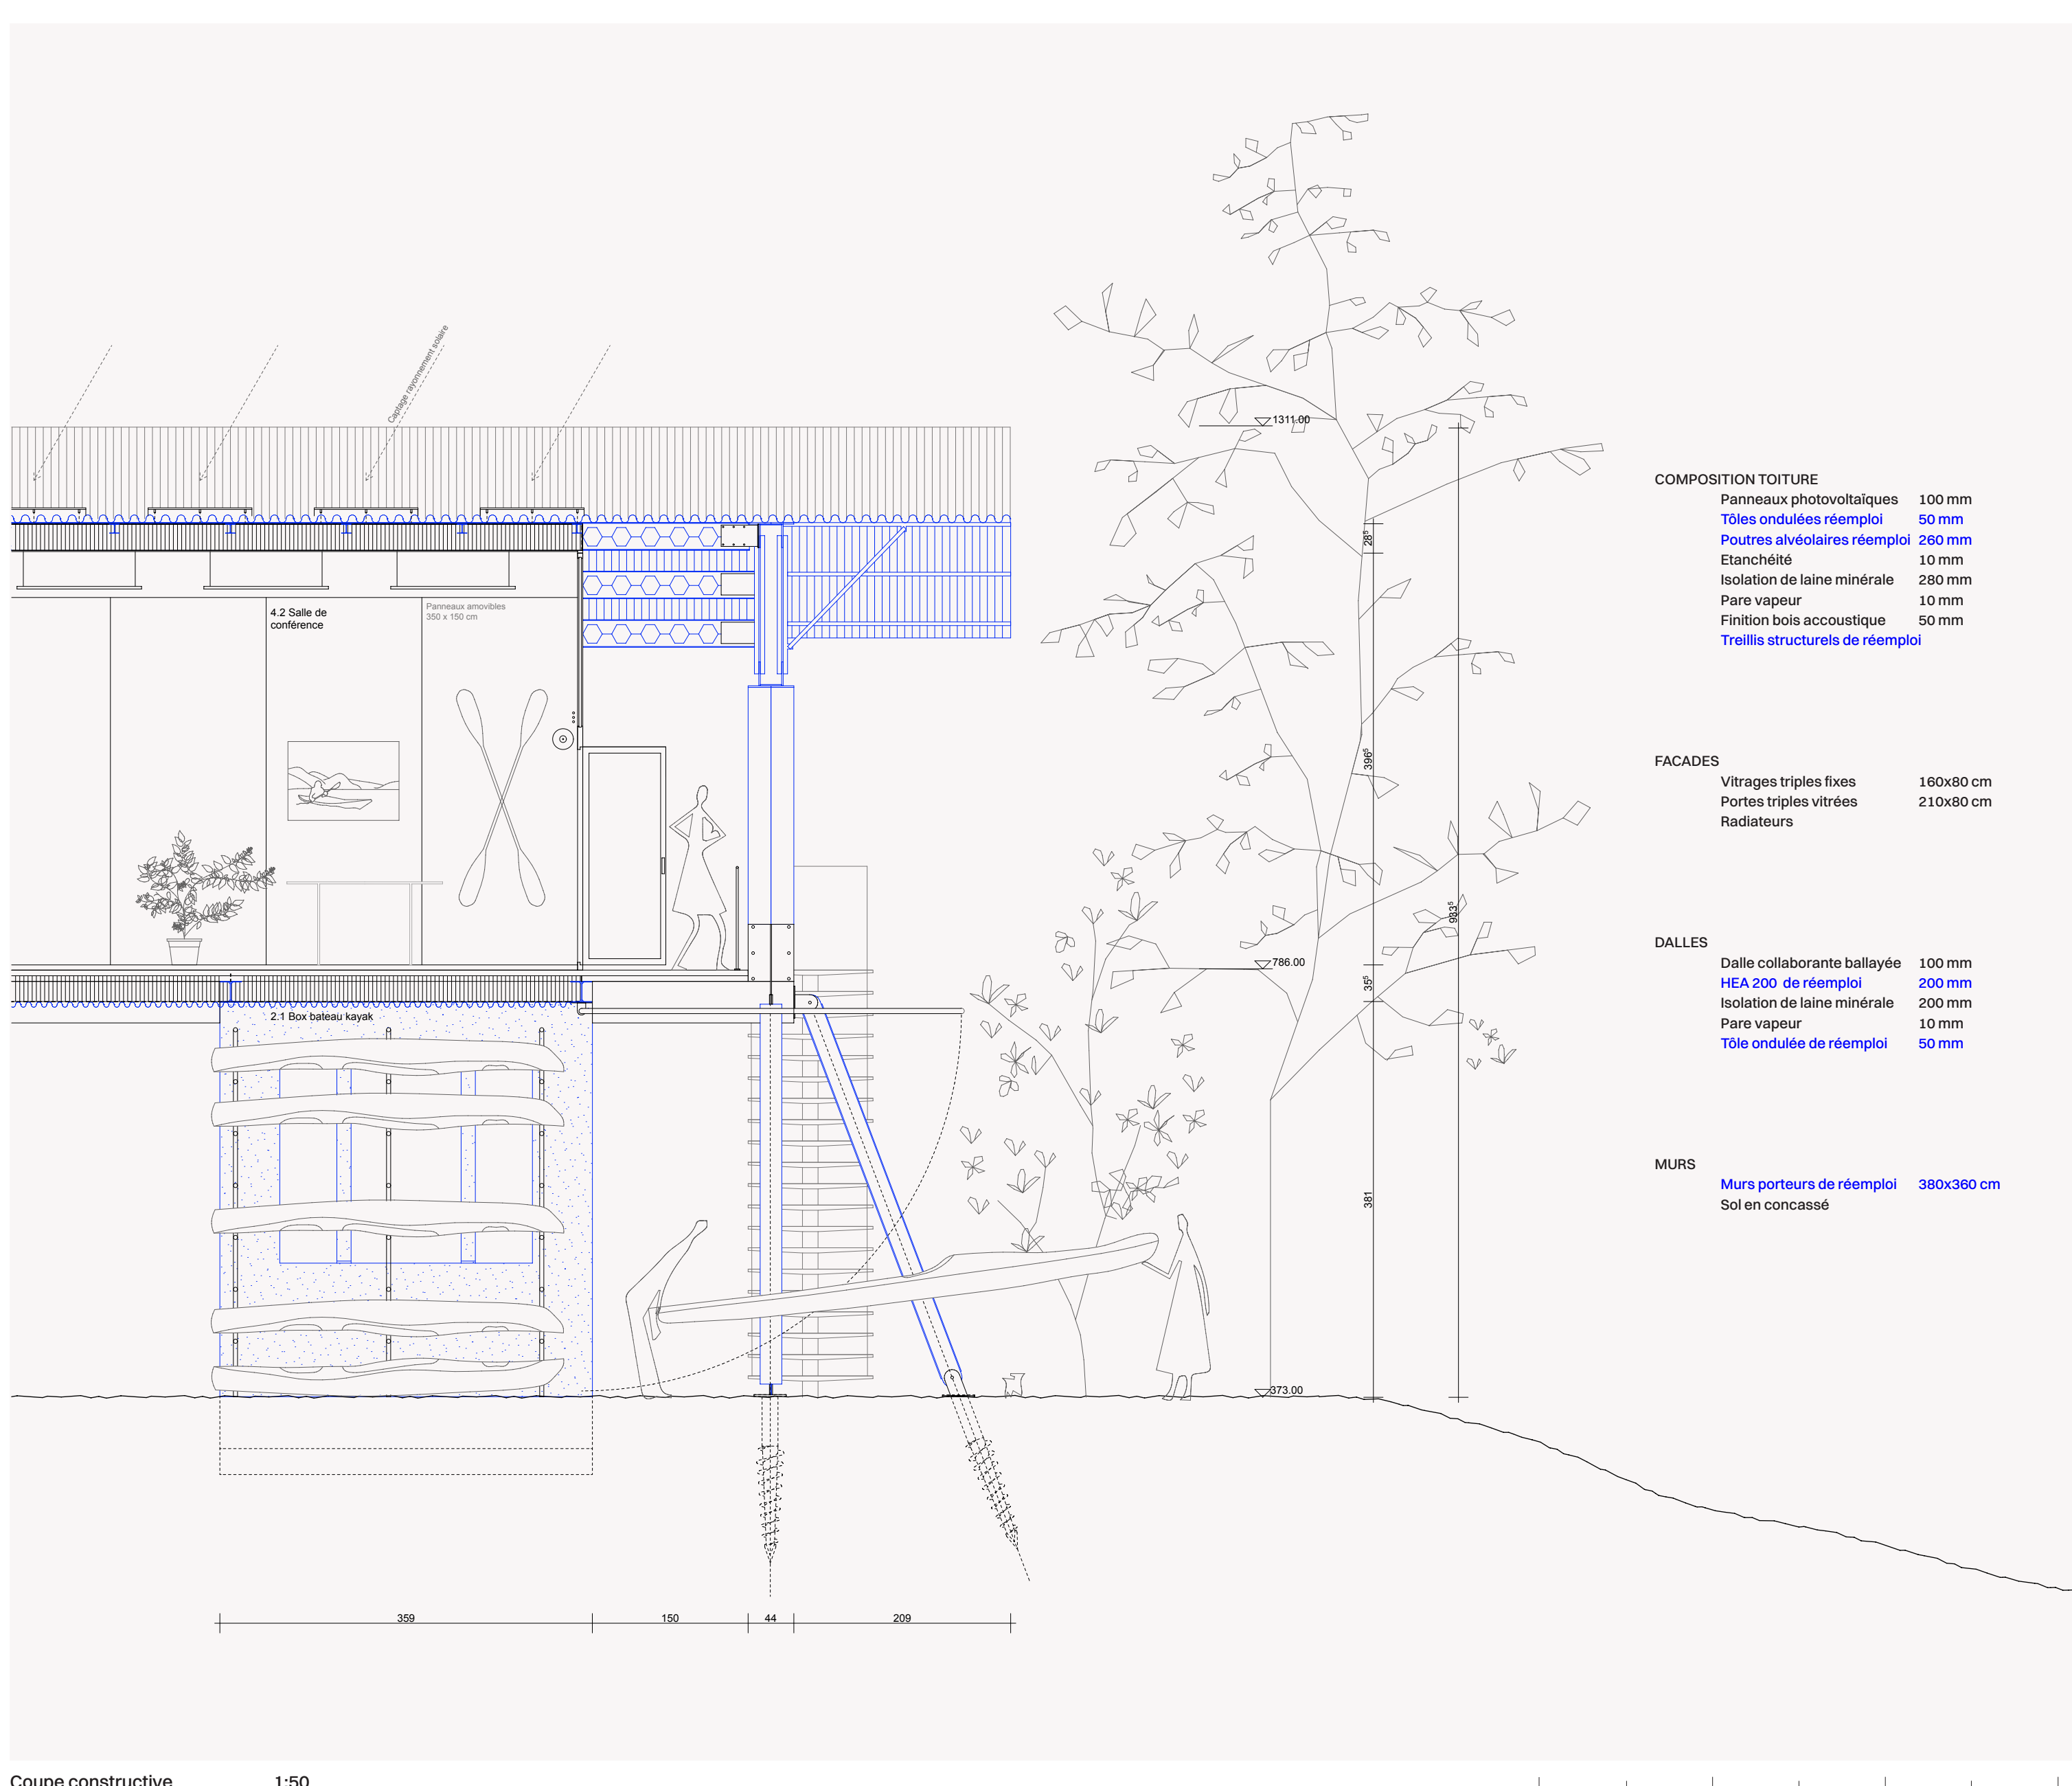 Captage rayonnement solaire
1311.00
28⁵
4.2 Salle de
conférence
Panneaux amovibles
350 x 150 cm
396⁵
933⁵
786.00
35⁵
2.1 Box bateau kayak
381
373.00
359 150 44 209
COMPOSITION TOITURE
Panneaux photovoltaïques 100 mm
Tôles ondulées réemploi 50 mm
Poutres alvéolaires réemploi 260 mm
Etanchéité 10 mm
Isolation de laine minérale 280 mm
Pare vapeur 10 mm
Finition bois accoustique 50 mm
Treillis structurels de réemploi
FACADES
Vitrages triples fixes 160x80 cm
Portes triples vitrées 210x80 cm
Radiateurs
DALLES
Dalle collaborante ballayée 100 mm
HEA 200 de réemploi 200 mm
Isolation de laine minérale 200 mm
Pare vapeur 10 mm
Tôle ondulée de réemploi 50 mm
MURS
Murs porteurs de réemploi 380x360 cm
Sol en concassé
Coupe constructive 1:50